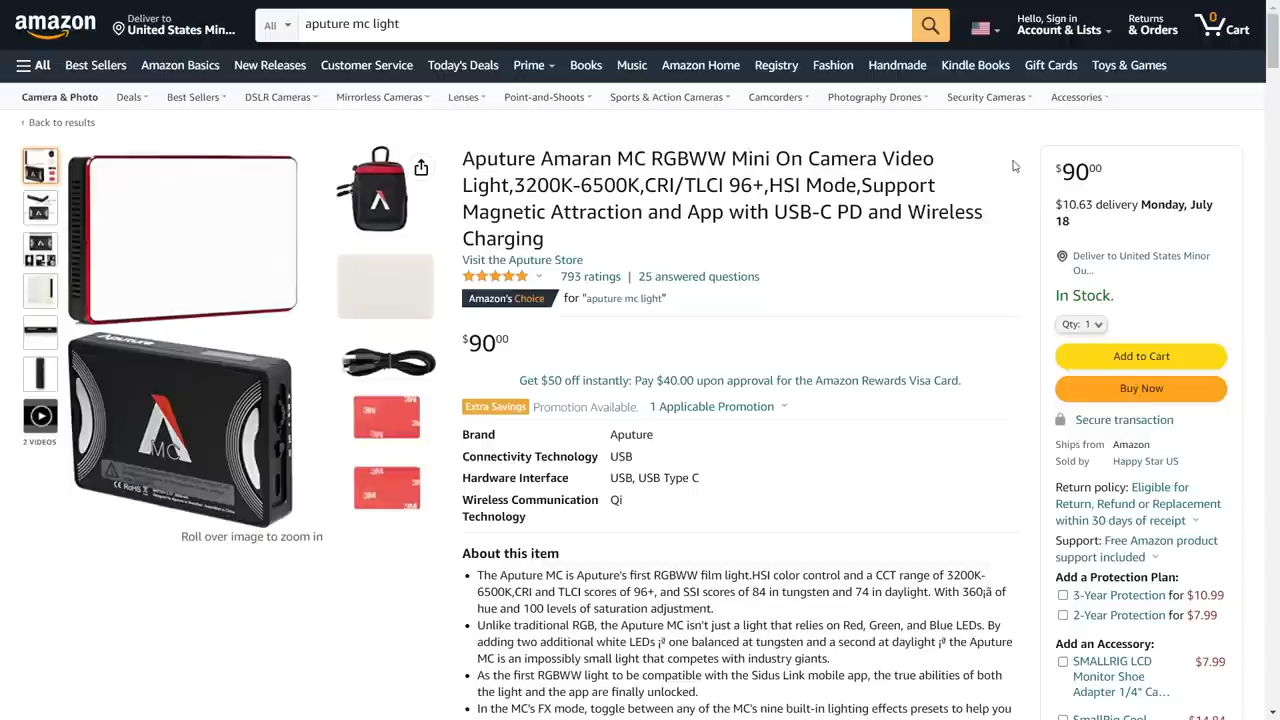 amazon
Deliver to
United States Min...
All
aputure mc light
Hello, Sign in
Account & Lists
Returns
& Orders
0
Cart
All
Best Sellers
Amazon Basics
New Releases
Customer Service
Today's Deals
Prime
Books
Music
Amazon Home
Registry
Fashion
Handmade
Kindle Books
Gift Cards
Toys & Games
Camera & Photo
Deals
Best Sellers
DSLR Cameras
Mirrorless Cameras
Lenses
Point-and-Shoots
Sports & Action Cameras
Camcorders
Photography Drones
Security Cameras
Accessories
‹ Back to results
2 VIDEOS
Aputure
MC
CE RoHS
3M
3M
3M
3M
Roll over image to zoom in
Aputure Amaran MC RGBWW Mini On Camera Video
Light,3200K-6500K,CRI/TLCI 96+,HSI Mode,Support
Magnetic Attraction and App with USB-C PD and Wireless
Charging
Visit the Aputure Store
793 ratings | 25 answered questions
Amazon's Choice for "aputure mc light"
$90⁰⁰
Get $50 off instantly: Pay $40.00 upon approval for the Amazon Rewards Visa Card.
Extra Savings Promotion Available. 1 Applicable Promotion
Brand Aputure
Connectivity Technology USB
Hardware Interface USB, USB Type C
Wireless Communication Qi
Technology
About this item
• The Aputure MC is Aputure's first RGBWW film light.HSI color control and a CCT range of 3200K-
6500K,CRI and TLCI scores of 96+, and SSI scores of 84 in tungsten and 74 in daylight. With 360¡ã of
hue and 100 levels of saturation adjustment.
• Unlike traditional RGB, the Aputure MC isn't just a light that relies on Red, Green, and Blue LEDs. By
adding two additional white LEDs ¡ª one balanced at tungsten and a second at daylight ¡ª the Aputure
MC is an impossibly small light that competes with industry giants.
• As the first RGBWW light to be compatible with the Sidus Link mobile app, the true abilities of both
the light and the app are finally unlocked.
• In the MC's FX mode, toggle between any of the MC's nine built-in lighting effects presets to help you
$90⁰⁰
$10.63 delivery Monday, July
18
Deliver to United States Minor
Ou...
In Stock.
Qty: 1
Add to Cart
Buy Now
Secure transaction
Ships from Amazon
Sold by Happy Star US
Return policy: Eligible for
Return, Refund or Replacement
within 30 days of receipt
Support: Free Amazon product
support included
Add a Protection Plan:
3-Year Protection for $10.99
2-Year Protection for $7.99
Add an Accessory:
SMALLRIG LCD $7.99
Monitor Shoe
Adapter 1/4" Ca...
SmallRig Cool $14.84